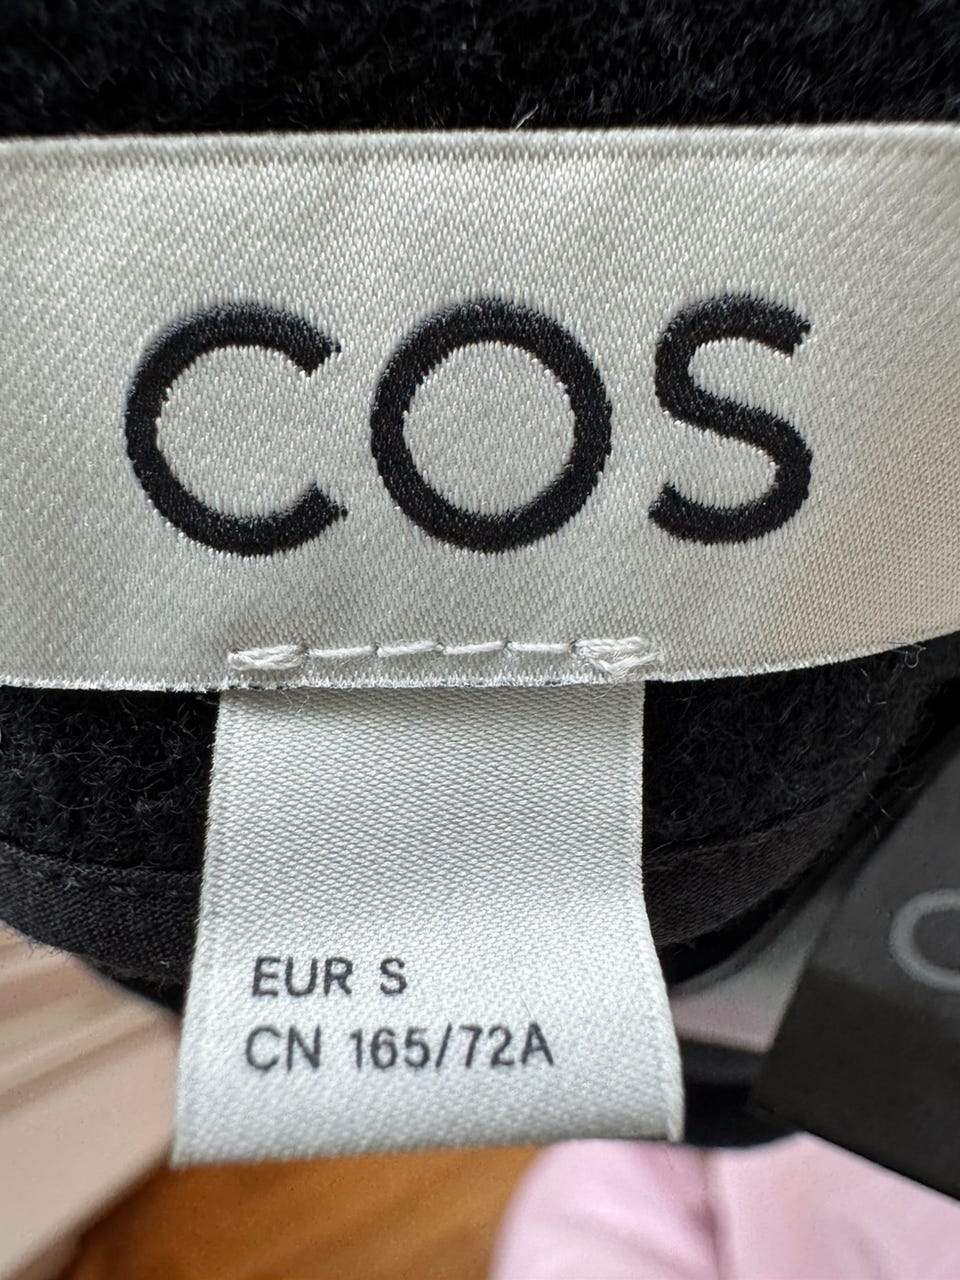 COS
EUR S
CN 165/72A